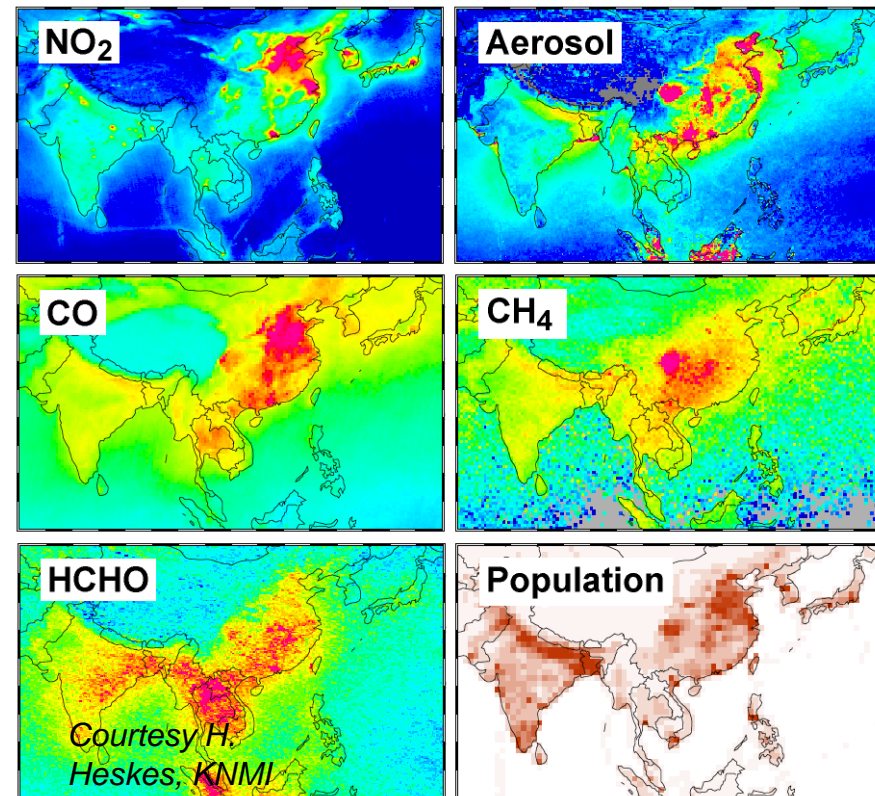 NO₂
Aerosol
CO
CH₄
HCHO
Population
Courtesy H.
Heskes, KNMI